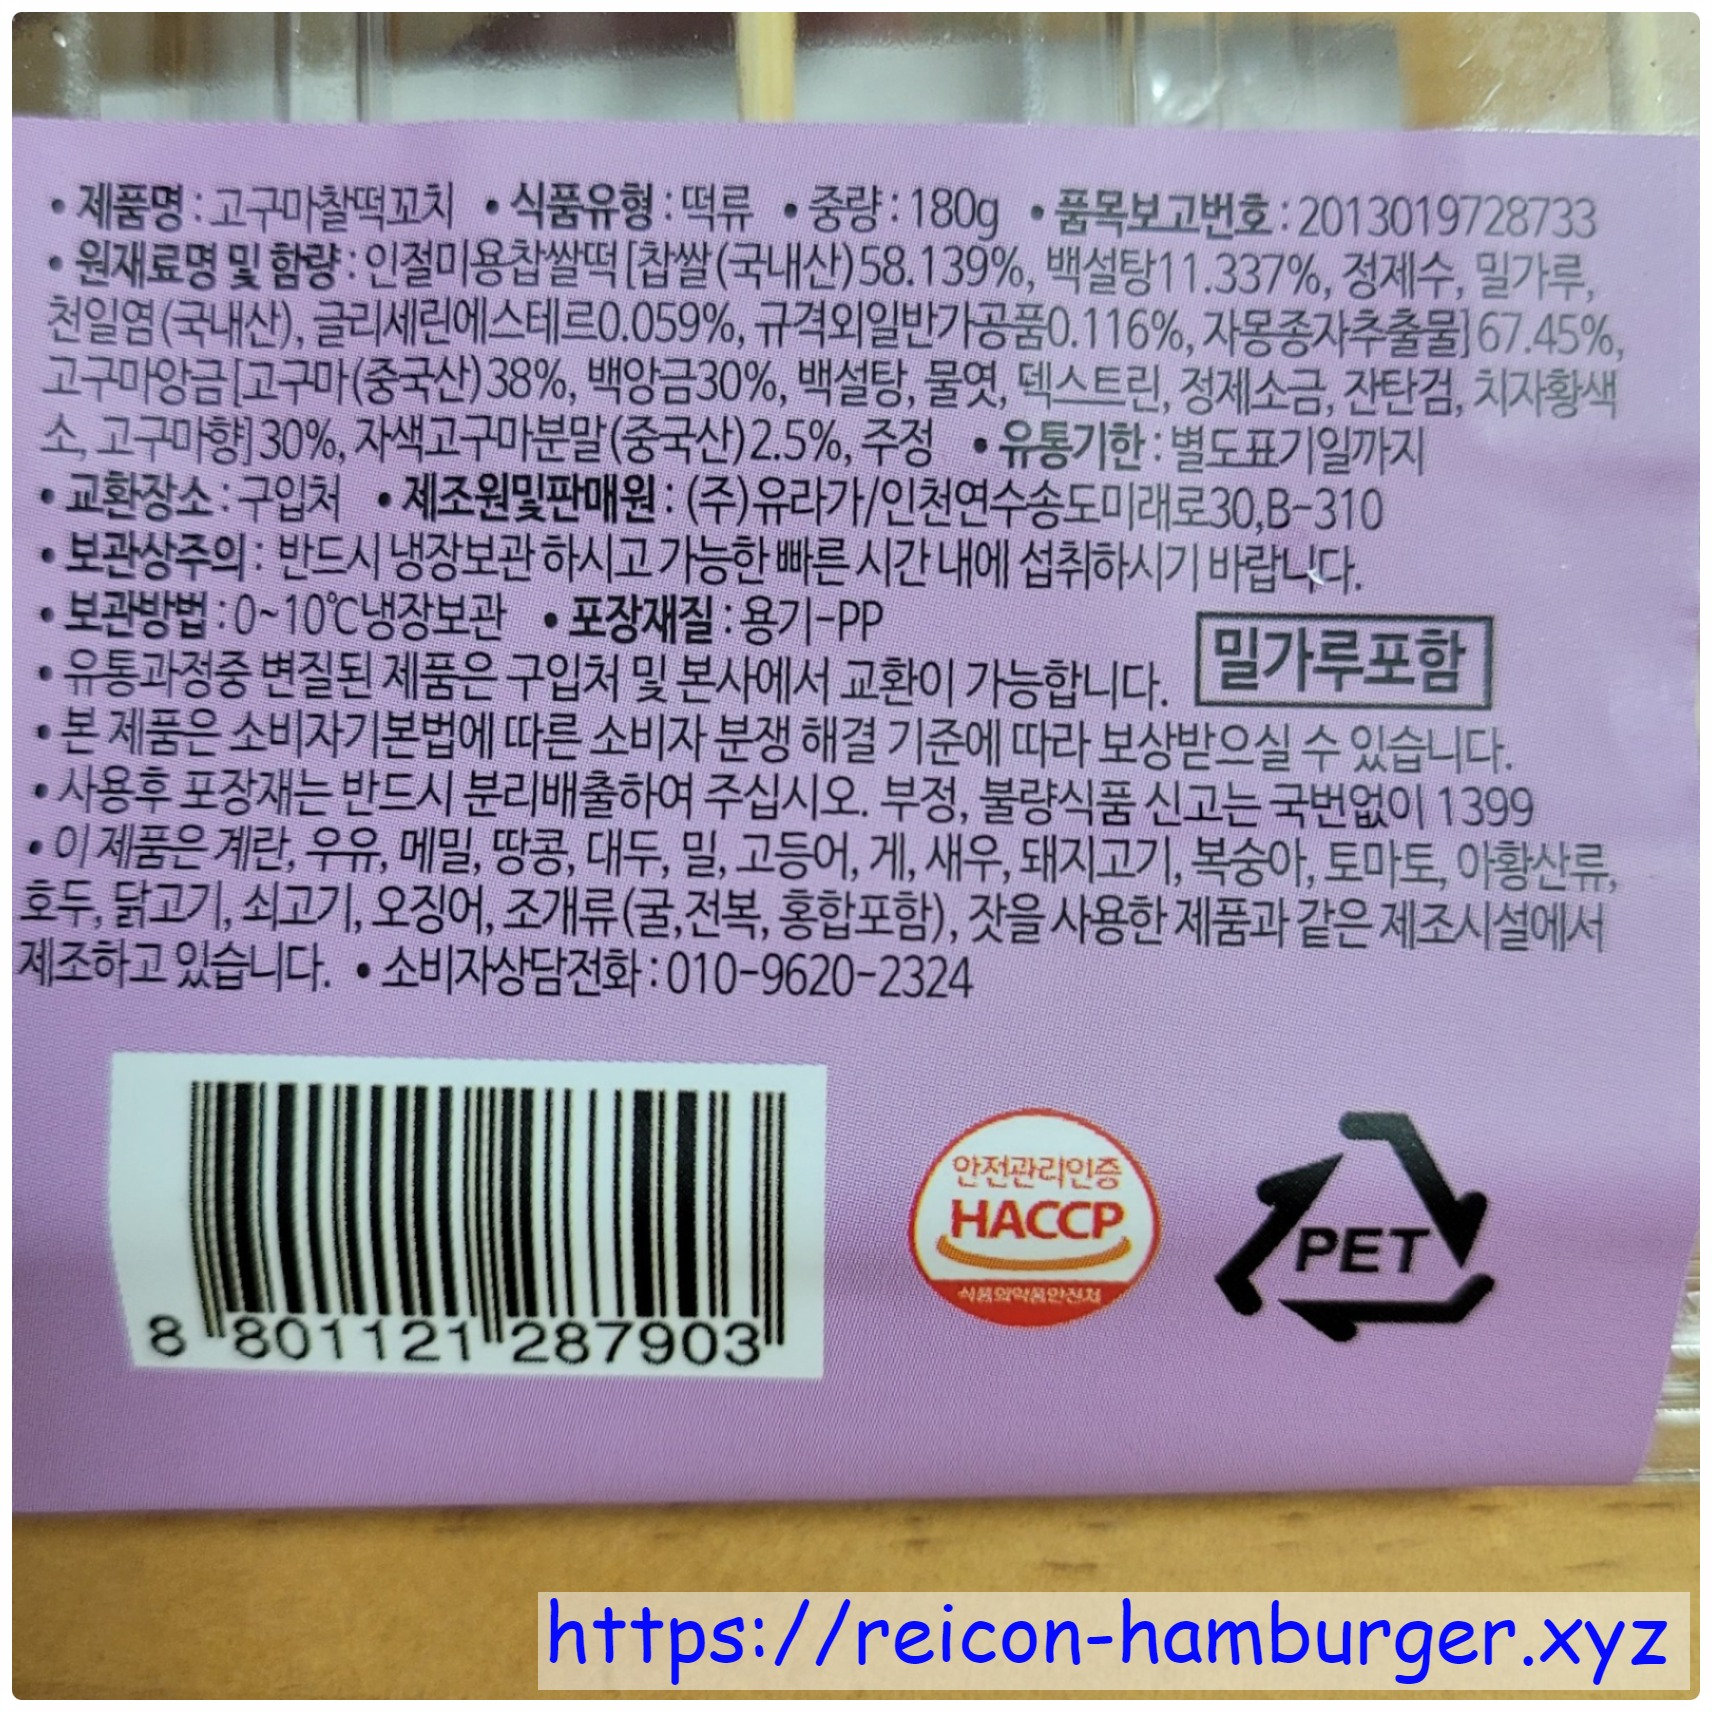 • 제품명 : 고구마찰떡꼬치 • 식품유형 : 떡류 • 중량 : 180g • 품목보고번호 : 2013019728733
• 원재료명 및 함량 : 인절미용찹쌀떡 [찹쌀(국내산)58.139%, 백설탕11.337%, 정제수, 밀가루,
천일염(국내산), 글리세린에스테르0.059%, 규격외일반가공품0.116%, 자몽종자추출물] 67.45%,
고구마앙금[고구마(중국산)38%, 백앙금30%, 백설탕, 물엿, 덱스트린, 정제소금, 잔탄검, 치자황색
소, 고구마향] 30%, 자색고구마분말(중국산)2.5%, 주정 • 유통기한 : 별도표기일까지
• 교환장소 : 구입처 • 제조원및판매원 : (주)유라가/인천연수송도미래로30,B-310
• 보관상주의 : 반드시 냉장보관 하시고 가능한 빠른 시간 내에 섭취하시기 바랍니다.
• 보관방법 : 0~10℃냉장보관 • 포장재질 : 용기-PP
밀가루포함
• 유통과정중 변질된 제품은 구입처 및 본사에서 교환이 가능합니다.
• 본 제품은 소비자기본법에 따른 소비자 분쟁 해결 기준에 따라 보상받으실 수 있습니다.
• 사용후 포장재는 반드시 분리배출하여 주십시오. 부정, 불량식품 신고는 국번없이 1399
• 이 제품은 계란, 우유, 메밀, 땅콩, 대두, 밀, 고등어, 게, 새우, 돼지고기, 복숭아, 토마토, 아황산류,
호두, 닭고기, 쇠고기, 오징어, 조개류(굴,전복, 홍합포함), 잣을 사용한 제품과 같은 제조시설에서
제조하고 있습니다. • 소비자상담전화 : 010-9620-2324
8 801121 287903
안전관리인증
HACCP
식품의약품안전처
PET
https://reicon-hamburger.xyz